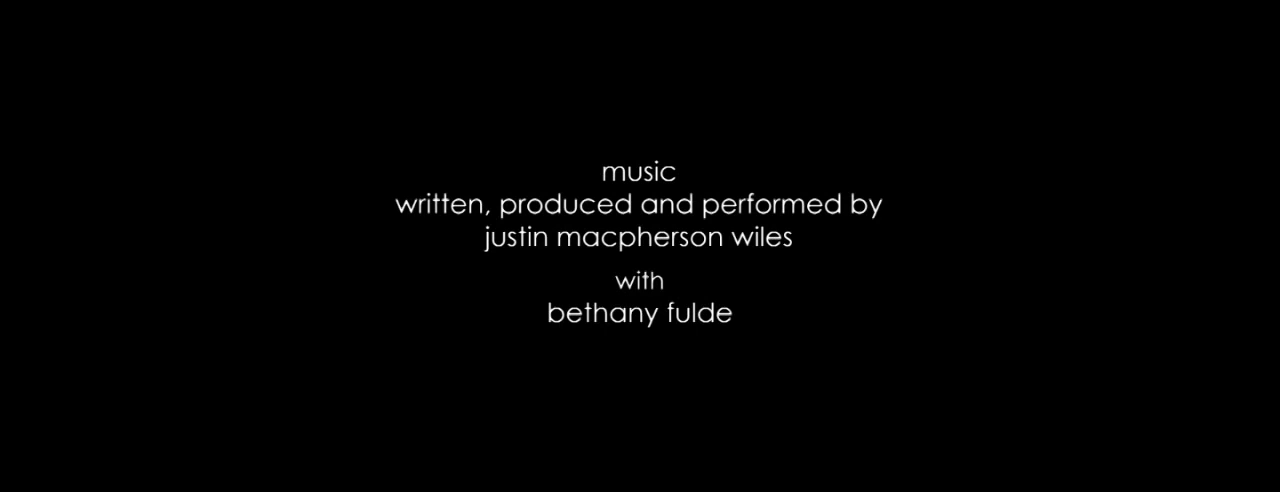 music
written, produced and performed by
justin macpherson wiles
with
bethany fulde